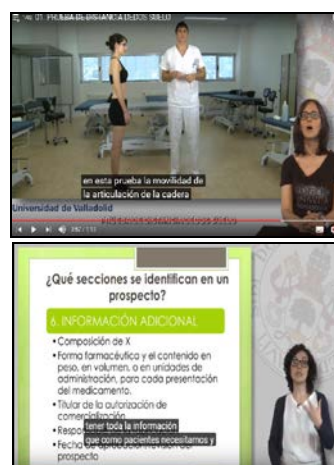 01. PRUEBA DE DISTANCIA DEDOS SUELO
en esta prueba la movilidad de
la articulación de la cadera
Universidad de Valladolid
¿Qué secciones se identifican en un
prospecto?
6. INFORMACIÓN ADICIONAL
• Composición de X
• Forma farmacéutica y el contenido en
peso, en volumen, o en unidades de
administración, para cada presentación
del medicamento.
• Titular de la autorización de
comercialización
• Respo
tener toda la información
que como pacientes necesitamos y
• Fecha de
prospecto